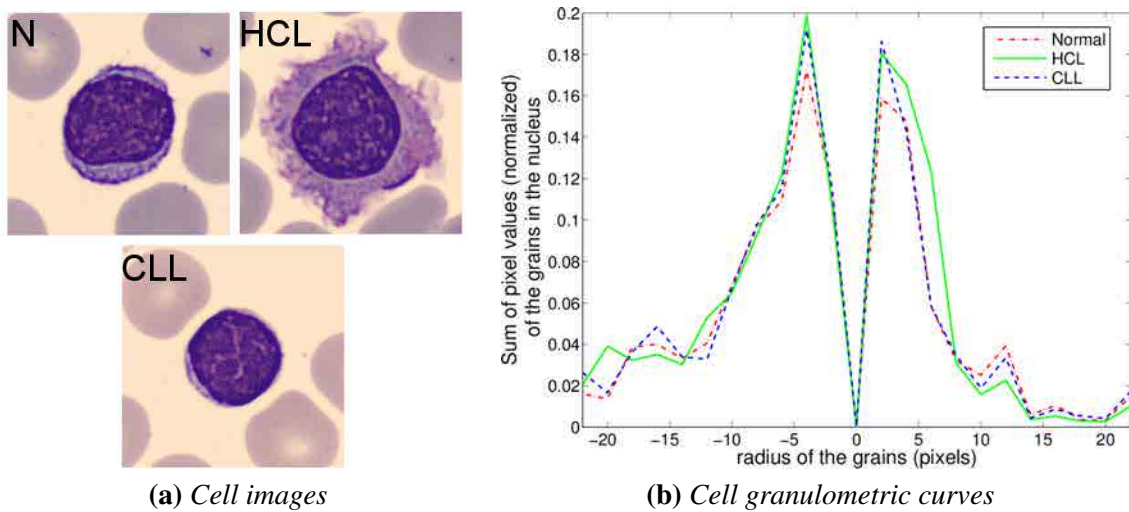 N
HCL
CLL
(a) Cell images
Sum of pixel values (normalized)
of the grains in the nucleus
0.2
0.18
0.16
0.14
0.12
0.1
0.08
0.06
0.04
0.02
0
−20 −15 −10 −5 0 5 10 15 20
radius of the grains (pixels)
Normal
HCL
CLL
(b) Cell granulometric curves